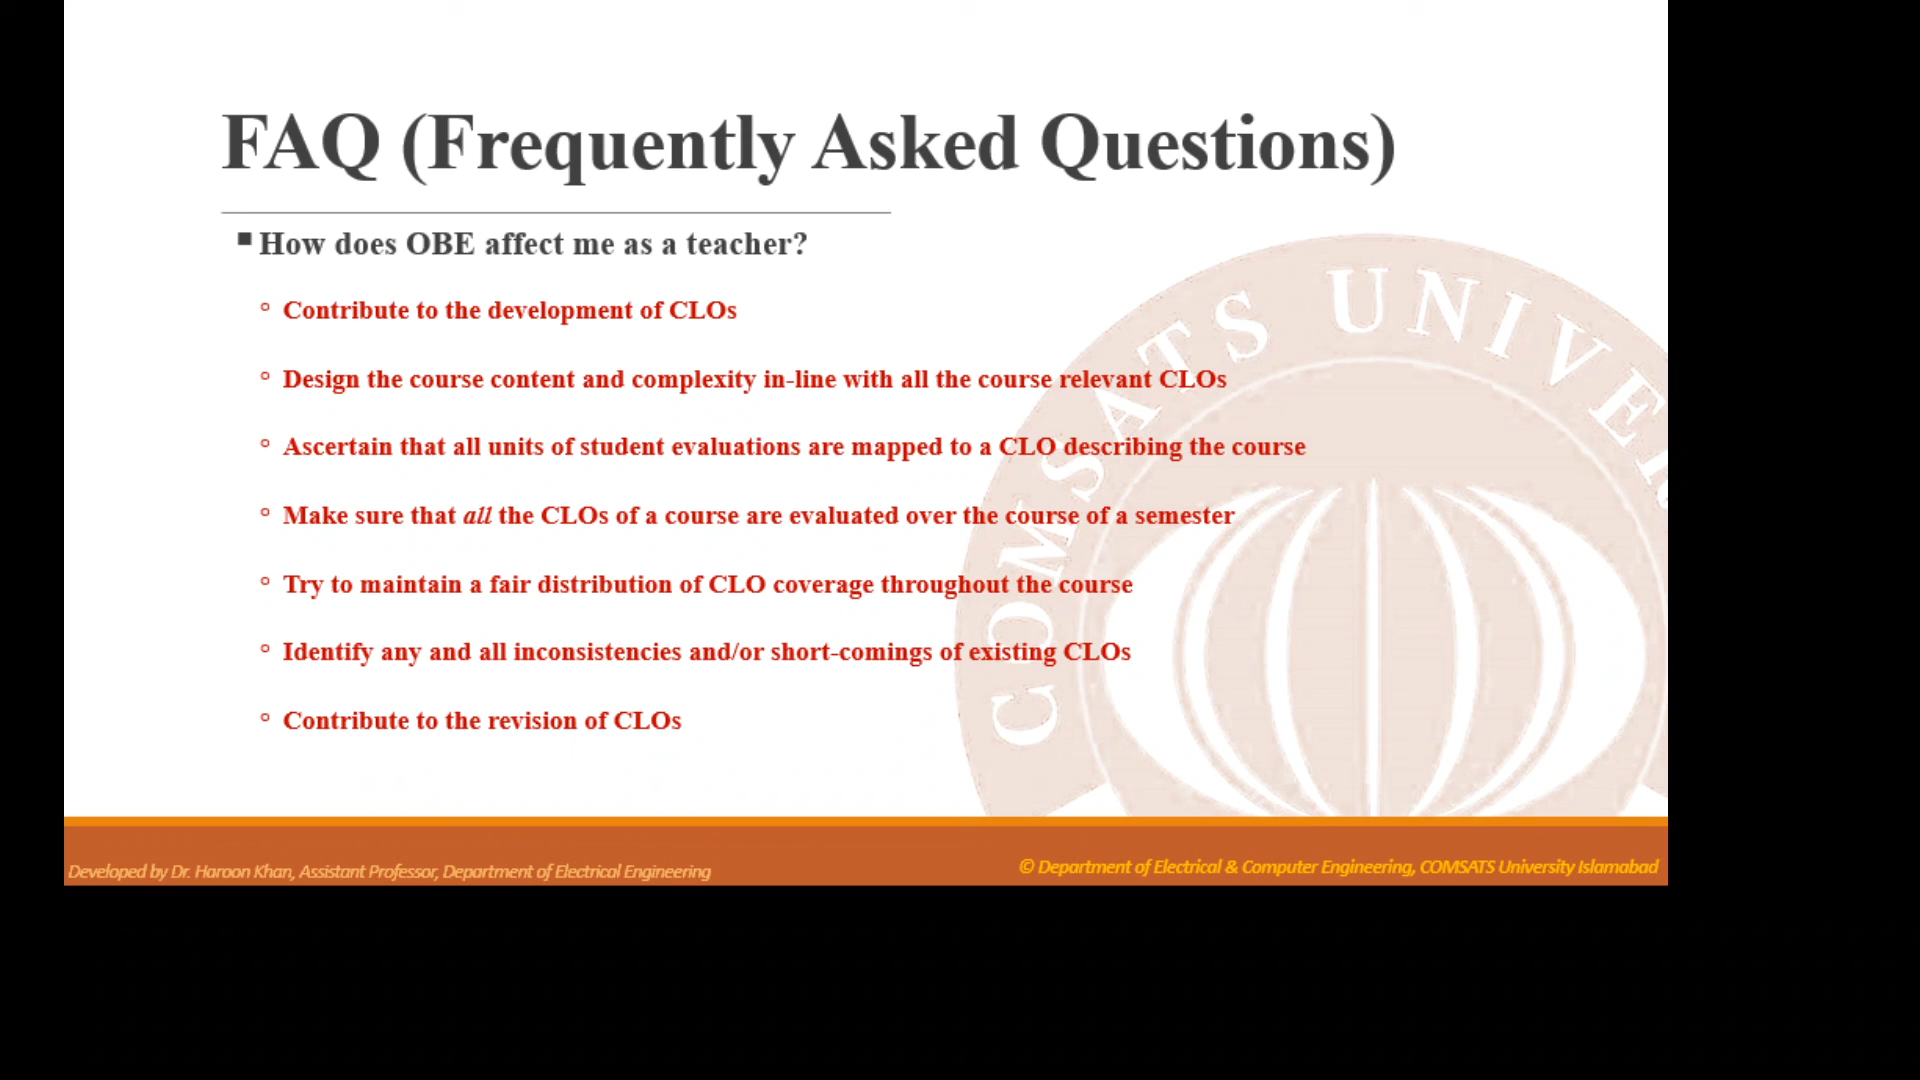 FAQ (Frequently Asked Questions)
How does OBE affect me as a teacher?
Contribute to the development of CLOs
Design the course content and complexity in-line with all the course relevant CLOs
Ascertain that all units of student evaluations are mapped to a CLO describing the course
Make sure that all the CLOs of a course are evaluated over the course of a semester
Try to maintain a fair distribution of CLO coverage throughout the course
Identify any and all inconsistencies and/or short-comings of existing CLOs
Contribute to the revision of CLOs
COMSATS UNIVER
Developed by Dr. Haroon Khan, Assistant Professor, Department of Electrical Engineering
© Department of Electrical & Computer Engineering, COMSATS University Islamabad